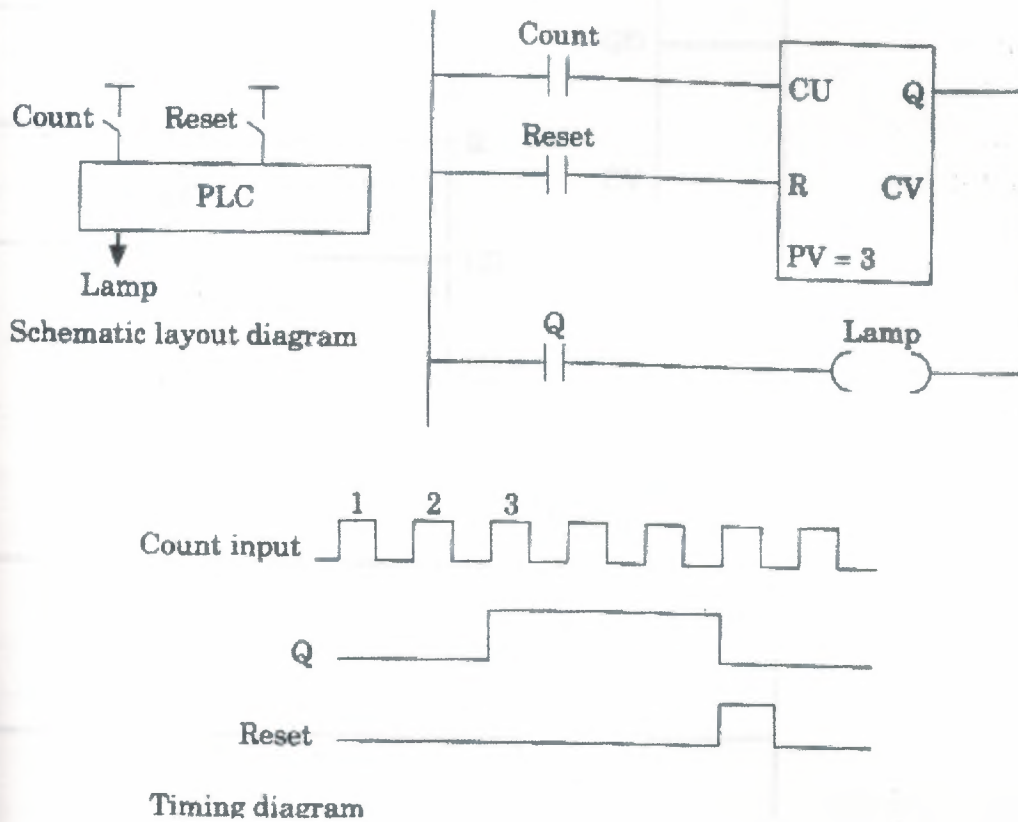 Count
Reset
PLC
Lamp
Schematic layout diagram
Count
CU
Q
Reset
R
CV
PV = 3
Q
Lamp
1
2
3
Count input
Q
Reset
Timing diagram